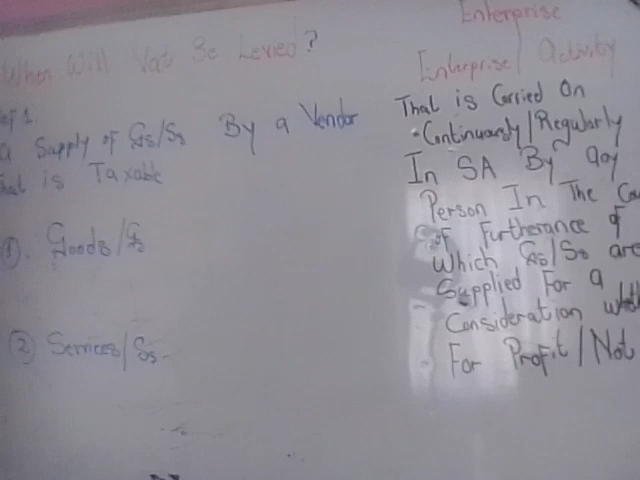 When Will Vat Be Levied?
a Supply of Gs/Ss By a Vendor
is Taxable
①. Goods/Gs
② Services/Ss
Enterprise
Enterprise/ Activity
That is Carried On
Continuously/Regularly
In SA By any
Person In The
of Furtherance of
Which Gs/Ss are
Supplied For a
Consideration
For Profit/Not